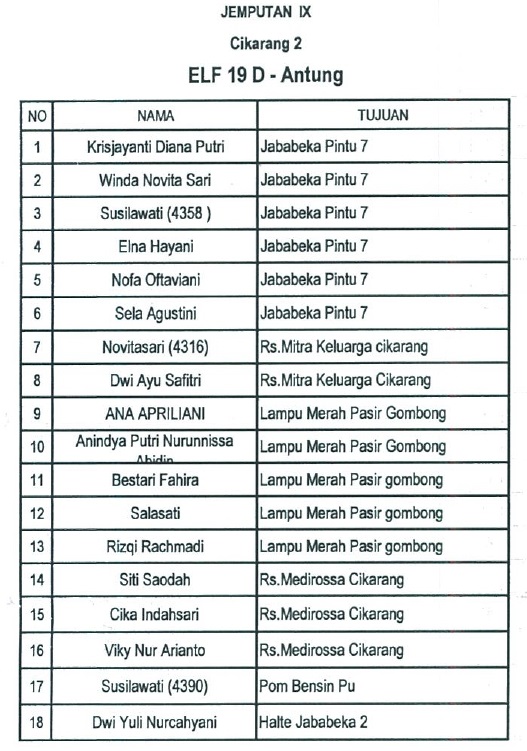 JEMPUTAN IX
Cikarang 2
ELF 19 D - Antung
NO NAMA TUJUAN
1 Krisjayanti Diana Putri Jababeka Pintu 7
2 Winda Novita Sari Jababeka Pintu 7
3 Susilawati (4358 ) Jababeka Pintu 7
4 Elna Hayani Jababeka Pintu 7
5 Nofa Oftaviani Jababeka Pintu 7
6 Sela Agustini Jababeka Pintu 7
7 Novitasari (4316) Rs.Mitra Keluarga cikarang
8 Dwi Ayu Safitri Rs.Mitra Keluarga Cikarang
9 ANA APRILIANI Lampu Merah Pasir Gombong
10 Anindya Putri Nurunnissa Lampu Merah Pasir Gombong
Abidin
11 Bestari Fahira Lampu Merah Pasir gombong
12 Salasati Lampu Merah Pasir gombong
13 Rizqi Rachmadi Lampu Merah Pasir gombong
14 Siti Saodah Rs.Medirossa Cikarang
15 Cika Indahsari Rs.Medirossa Cikarang
16 Viky Nur Arianto Rs.Medirossa Cikarang
17 Susilawati (4390) Pom Bensin Pu
18 Dwi Yuli Nurcahyani Halte Jababeka 2